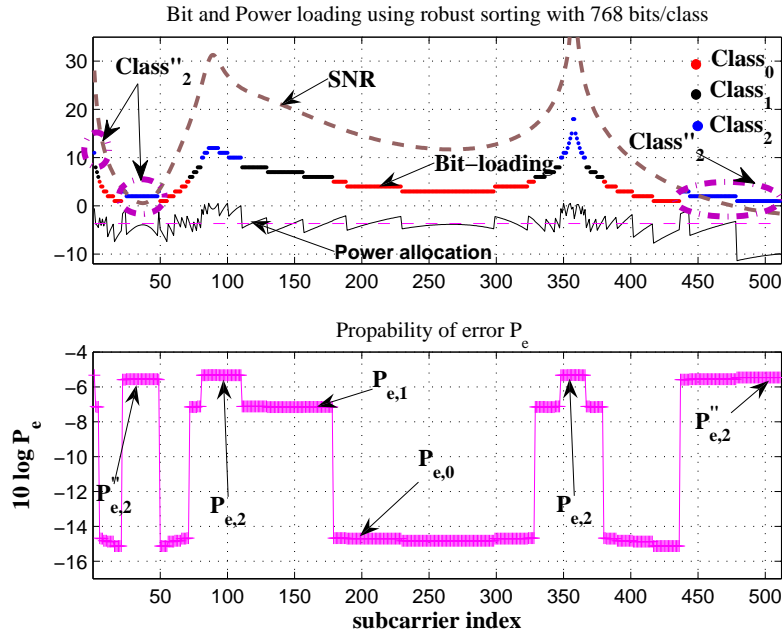 Bit and Power loading using robust sorting with 768 bits/class
30
20
10
0
−10
Class''2
SNR
Class0
Class1
Class2
Class''2
Bit−loading
Power allocation
50 100 150 200 250 300 350 400 450 500
Propability of error Pe
10 log Pe
−4
−6
−8
−10
−12
−14
−16
P''e,2
Pe,2
Pe,1
Pe,0
Pe,2
P''e,2
50 100 150 200 250 300 350 400 450 500
subcarrier index